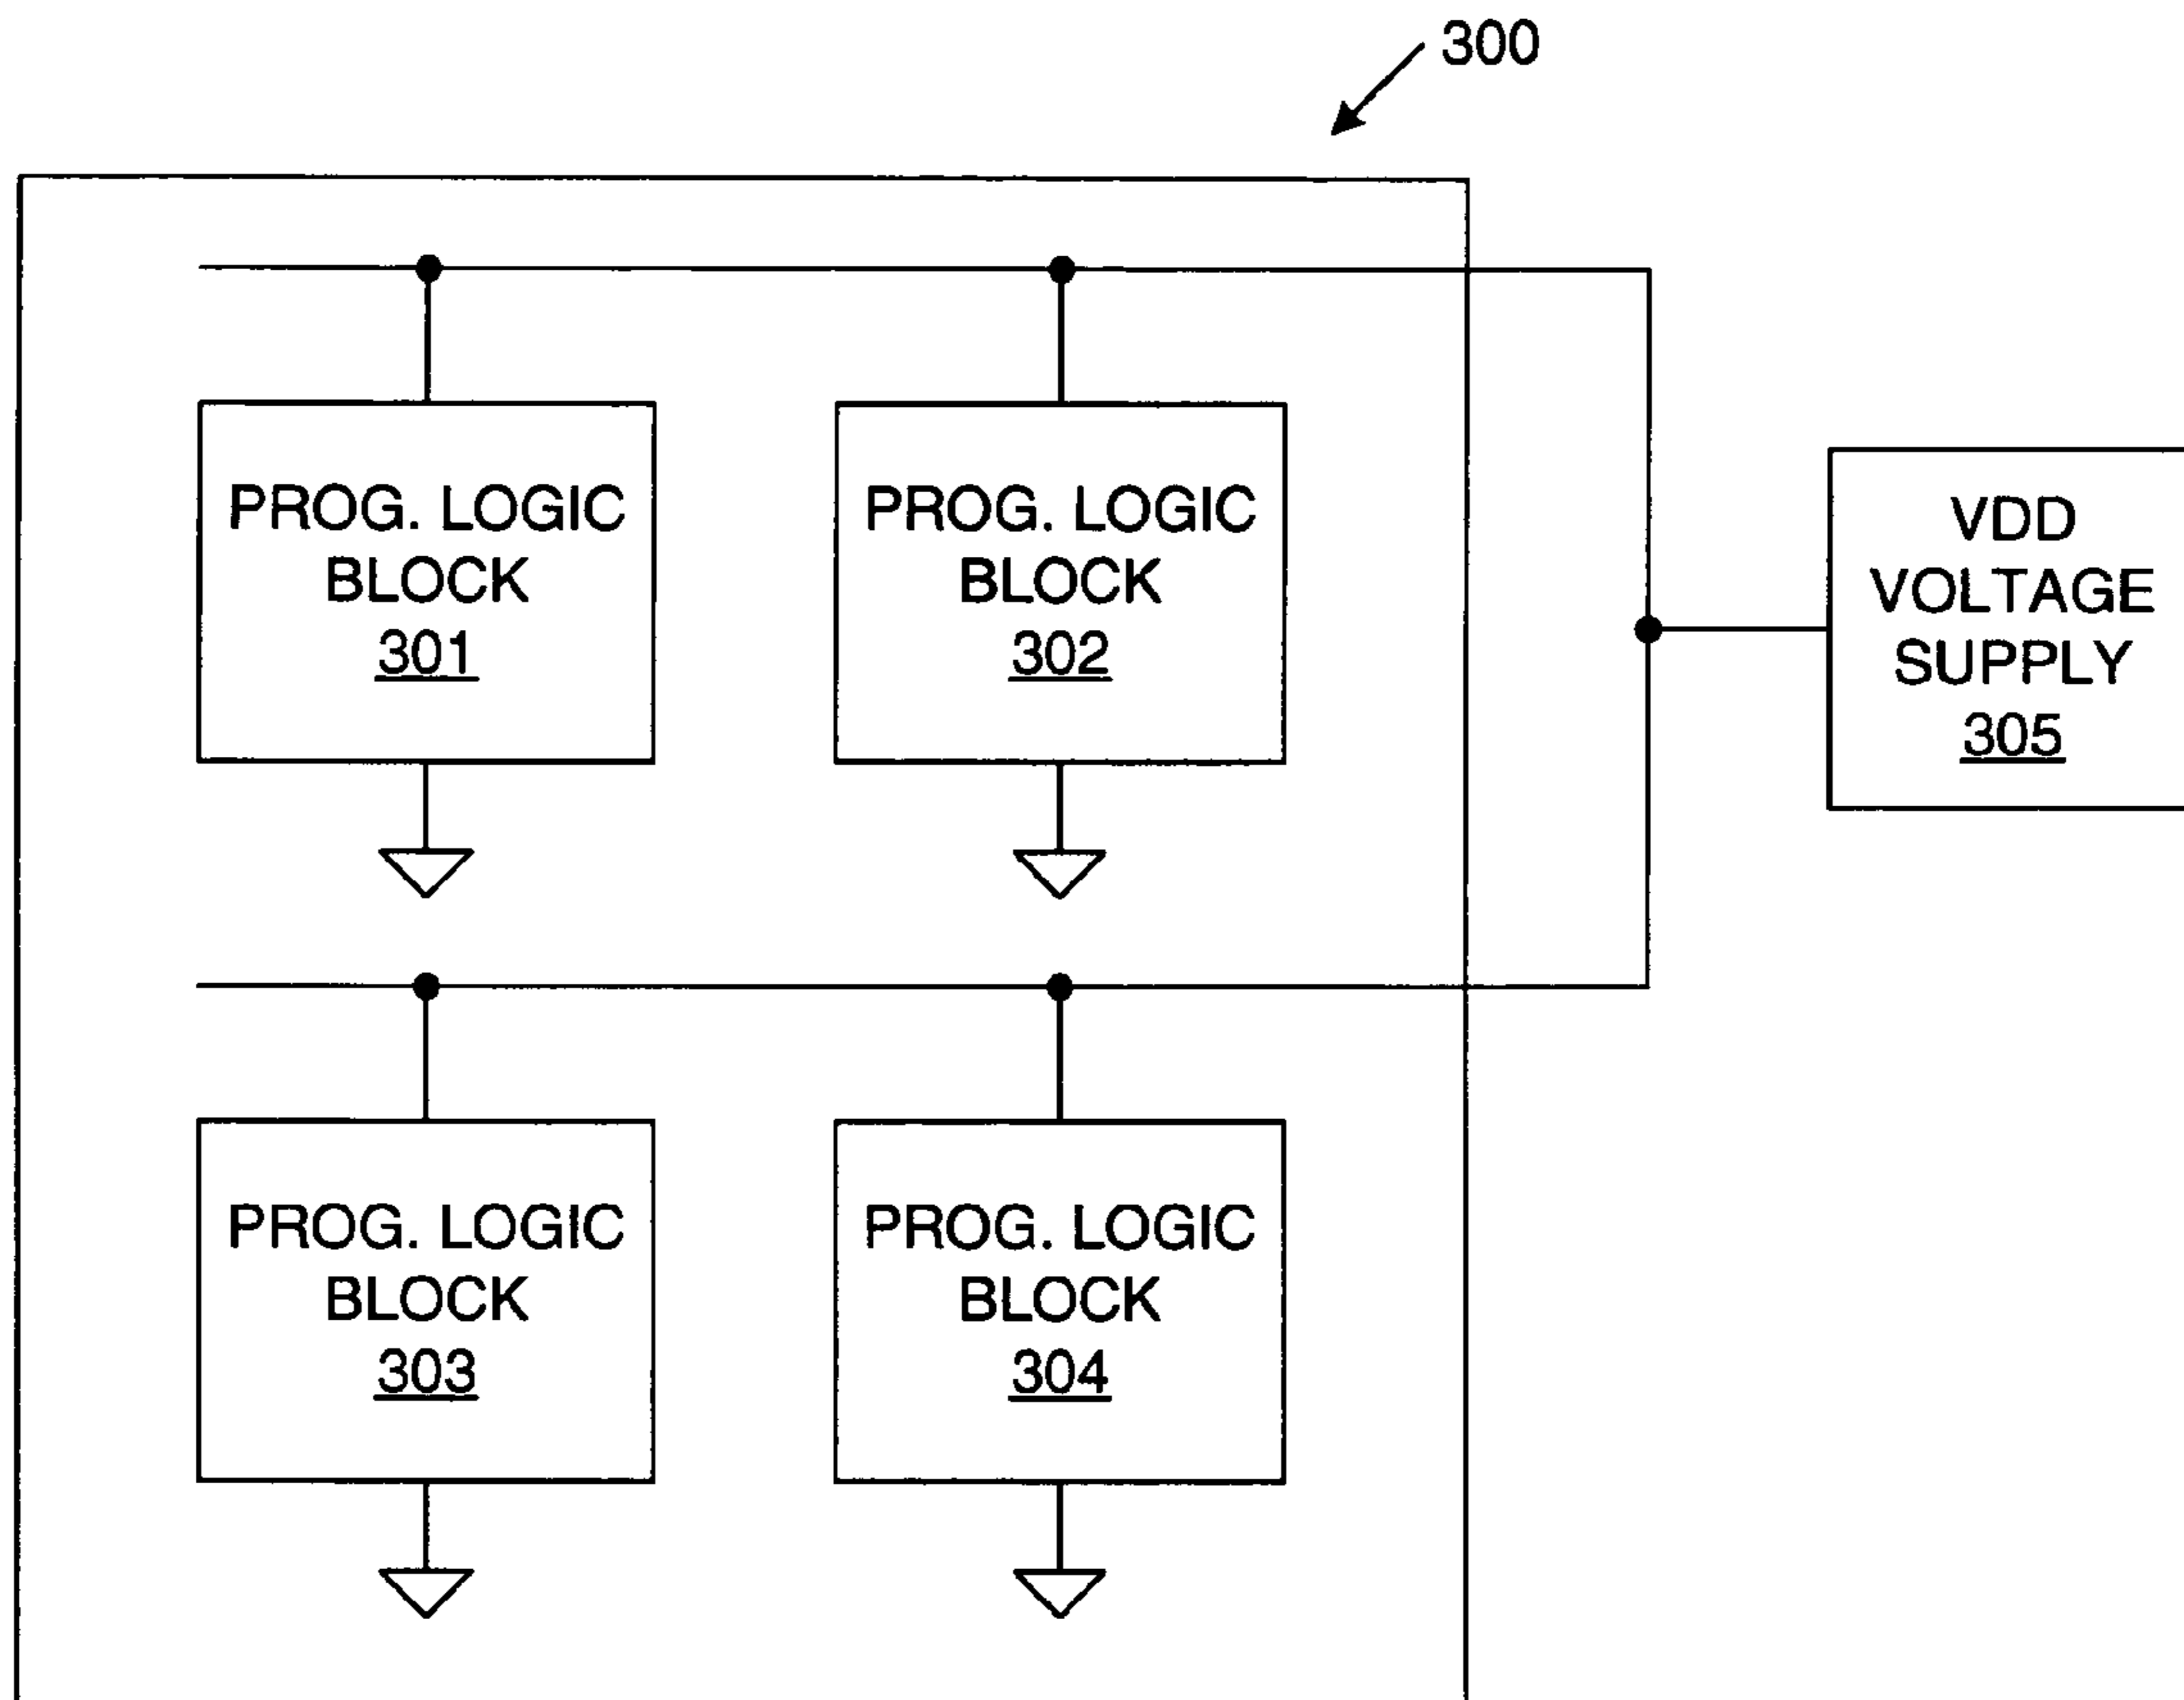 300
PROG. LOGIC
BLOCK
301
PROG. LOGIC
BLOCK
302
VDD
VOLTAGE
SUPPLY
305
PROG. LOGIC
BLOCK
303
PROG. LOGIC
BLOCK
304